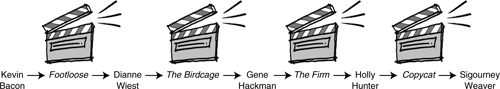 Kevin Bacon → Footloose → Dianne Wiest → The Birdcage → Gene Hackman → The Firm → Holly Hunter → Copycat → Sigourney Weaver